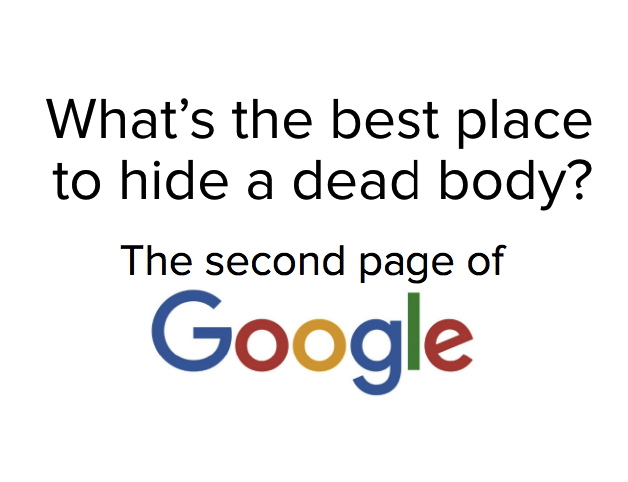 What’s the best place
to hide a dead body?
The second page of
Google